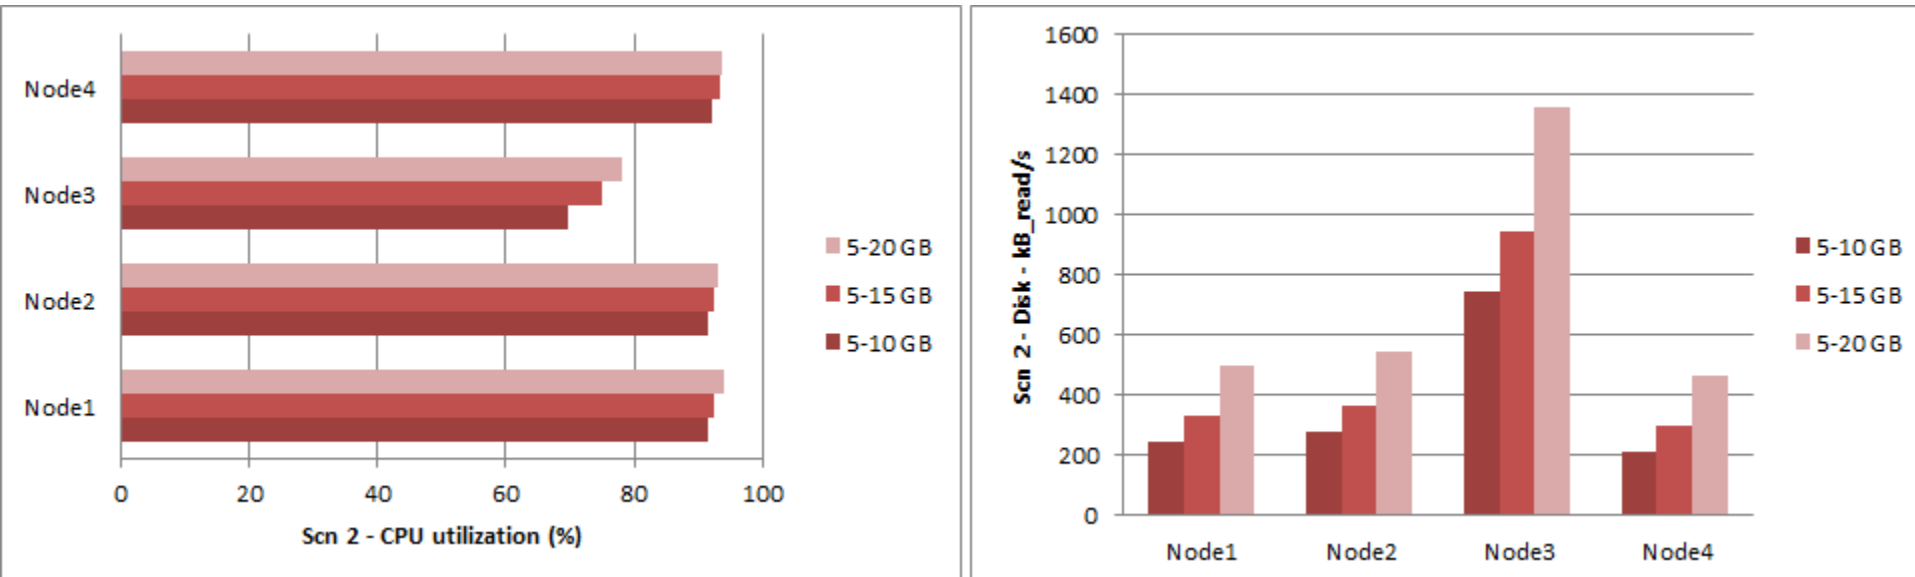 Node4
Node3
Node2
Node1
0 20 40 60 80 100
Scn 2 - CPU utilization (%)
5-20 GB
5-15 GB
5-10 GB
Scn 2 - Disk - kB_read/s
1600
1400
1200
1000
800
600
400
200
0
Node1 Node2 Node3 Node4
5-10 GB
5-15 GB
5-20 GB